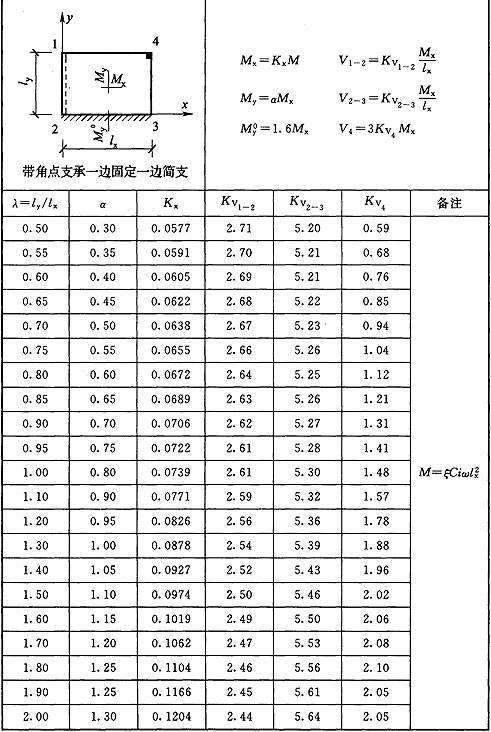 y
1 4
l_y
M_y
M_x
x
2 M_y^0 3
l_x
带角点支承一边固定一边简支
M_x=K_xM V_{1-2}=K_{V_{1-2}} M_x/l_x
M_y=αM_x V_{2-3}=K_{V_{2-3}} M_x/l_x
M_y^0=1.6M_x V_4=3K_{V_4}M_x
λ=l_y/l_x α K_x K_{V_{1-2}} K_{V_{2-3}} K_{V_4} 备注
0.50 0.30 0.0577 2.71 5.20 0.59
0.55 0.35 0.0591 2.70 5.21 0.68
0.60 0.40 0.0605 2.69 5.21 0.76
0.65 0.45 0.0622 2.68 5.22 0.85
0.70 0.50 0.0638 2.67 5.23 0.94
0.75 0.55 0.0655 2.66 5.26 1.04
0.80 0.60 0.0672 2.64 5.25 1.12
0.85 0.65 0.0689 2.63 5.26 1.21
0.90 0.70 0.0706 2.62 5.27 1.31
0.95 0.75 0.0722 2.61 5.28 1.41
1.00 0.80 0.0739 2.61 5.30 1.48 M=ξCiωl_x^2
1.10 0.90 0.0771 2.59 5.32 1.57
1.20 0.95 0.0826 2.56 5.36 1.78
1.30 1.00 0.0878 2.54 5.39 1.88
1.40 1.05 0.0927 2.52 5.43 1.96
1.50 1.10 0.0974 2.50 5.46 2.02
1.60 1.15 0.1019 2.49 5.50 2.06
1.70 1.20 0.1062 2.47 5.53 2.08
1.80 1.25 0.1104 2.46 5.56 2.10
1.90 1.25 0.1166 2.45 5.61 2.05
2.00 1.30 0.1204 2.44 5.64 2.05